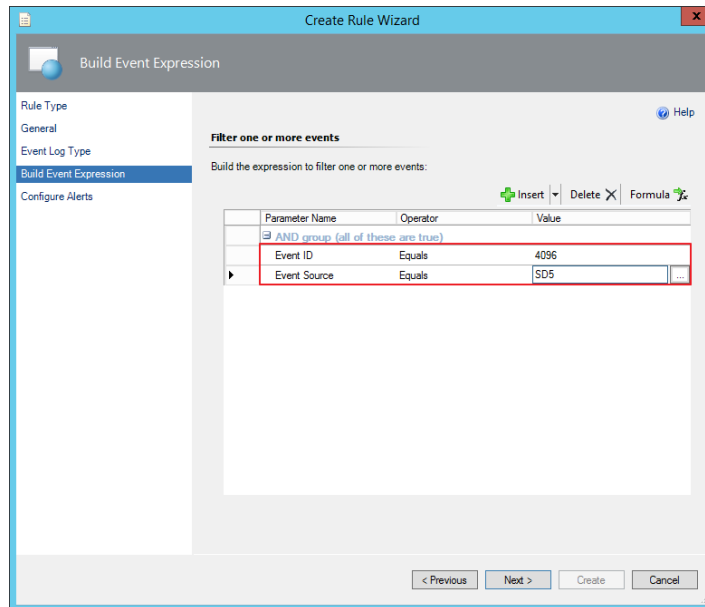 Create Rule Wizard
x
Build Event Expression
Rule Type
General
Event Log Type
Build Event Expression
Configure Alerts
Help
Filter one or more events
Build the expression to filter one or more events:
Insert Delete Formula fx
Parameter Name Operator Value
AND group (all of these are true)
Event ID Equals 4096
Event Source Equals SD5 ...
< Previous Next > Create Cancel